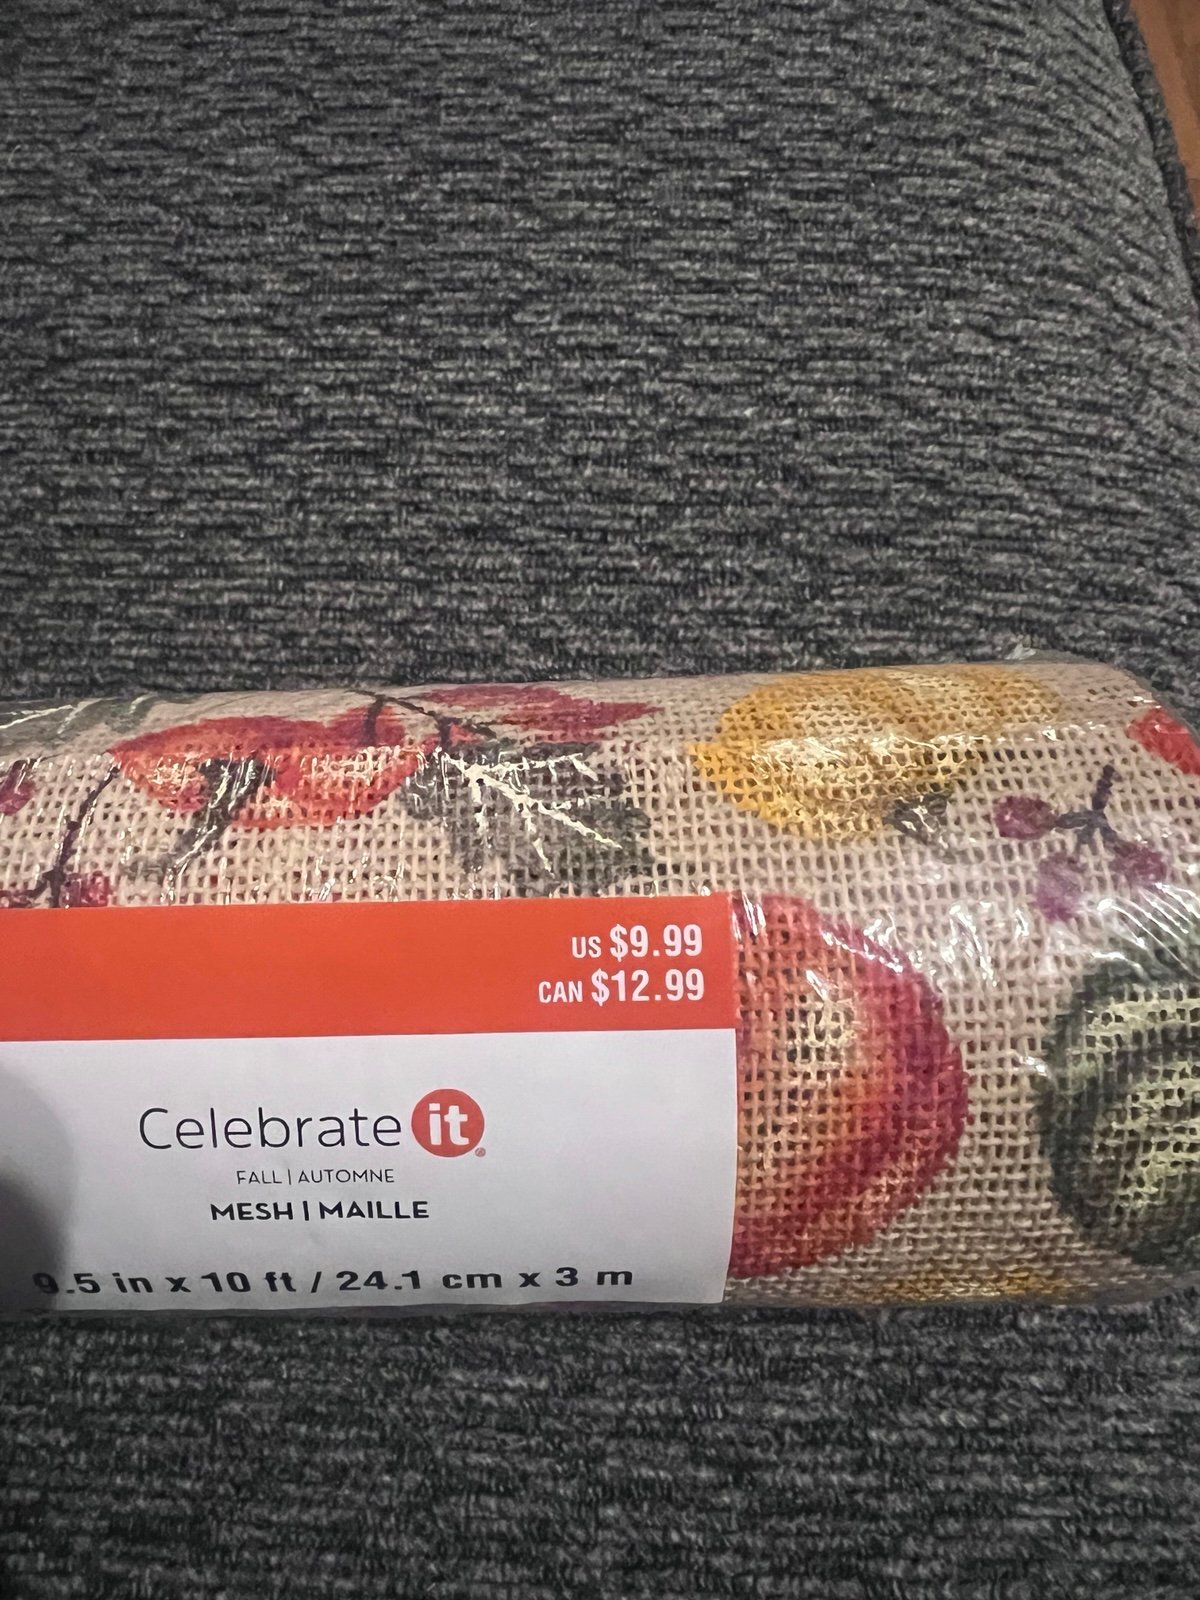 US $9.99
CAN $12.99
Celebrate it®
FALL | AUTOMNE
MESH | MAILLE
9.5 in x 10 ft / 24.1 cm x 3 m